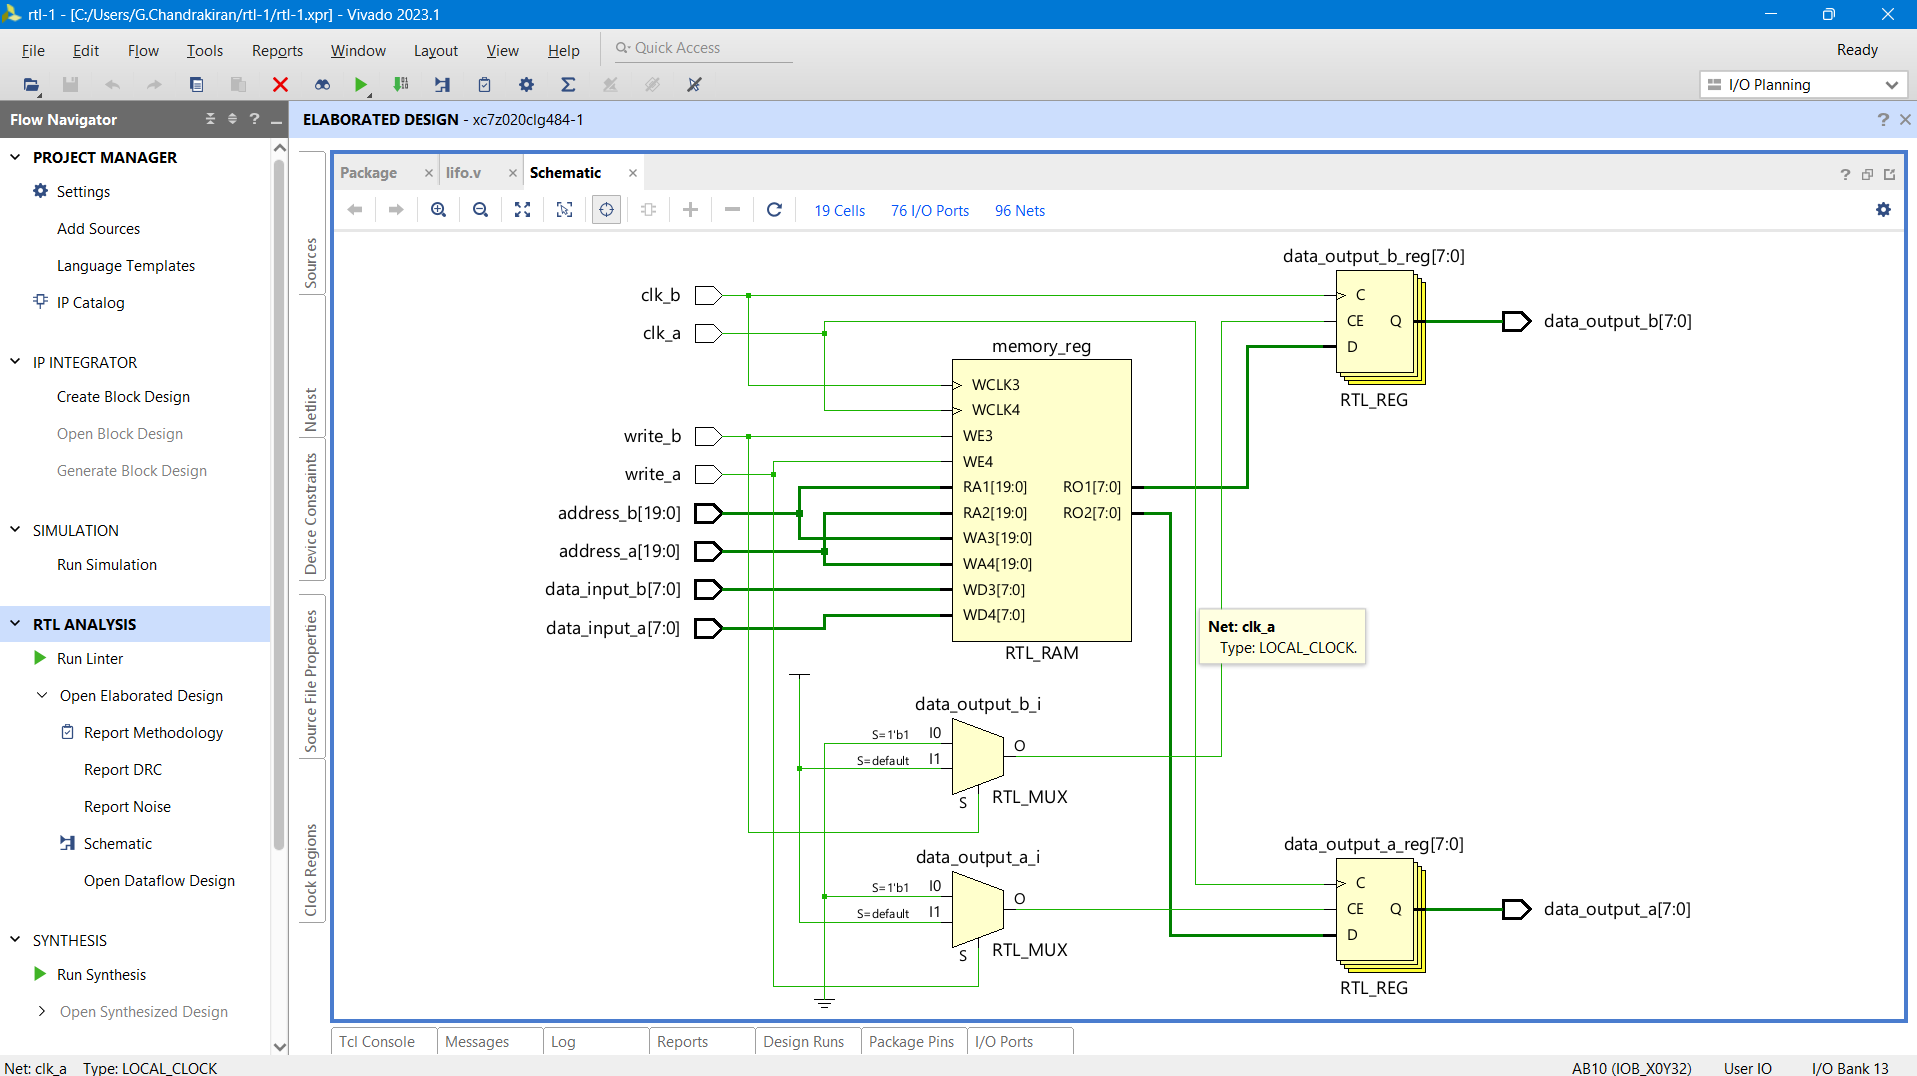 rtl-1 - [C:/Users/G.Chandrakiran/rtl-1/rtl-1.xpr] - Vivado 2023.1
File Edit Flow Tools Reports Window Layout View Help Quick Access Ready
I/O Planning
Flow Navigator
ELABORATED DESIGN - xc7z020clg484-1
PROJECT MANAGER
Settings
Add Sources
Language Templates
IP Catalog
IP INTEGRATOR
Create Block Design
Open Block Design
Generate Block Design
SIMULATION
Run Simulation
RTL ANALYSIS
Run Linter
Open Elaborated Design
Report Methodology
Report DRC
Report Noise
Schematic
Open Dataflow Design
SYNTHESIS
Run Synthesis
Open Synthesized Design
Sources
Netlist
Device Constraints
Source File Properties
Clock Regions
Package lifo.v Schematic
19 Cells 76 I/O Ports 96 Nets
clk_b
clk_a
write_b
write_a
address_b[19:0]
address_a[19:0]
data_input_b[7:0]
data_input_a[7:0]
memory_reg
WCLK3
WCLK4
WE3
WE4
RA1[19:0] RO1[7:0]
RA2[19:0] RO2[7:0]
WA3[19:0]
WA4[19:0]
WD3[7:0]
WD4[7:0]
RTL_RAM
data_output_b_i
S=1'b1 I0
S=default I1
O
S
RTL_MUX
data_output_a_i
S=1'b1 I0
S=default I1
O
S
RTL_MUX
data_output_b_reg[7:0]
C
CE Q
D
RTL_REG
data_output_b[7:0]
Net: clk_a
Type: LOCAL_CLOCK.
data_output_a_reg[7:0]
C
CE Q
D
RTL_REG
data_output_a[7:0]
Tcl Console Messages Log Reports Design Runs Package Pins I/O Ports
Net: clk_a Type: LOCAL_CLOCK AB10 (IOB_X0Y32) User IO I/O Bank 13